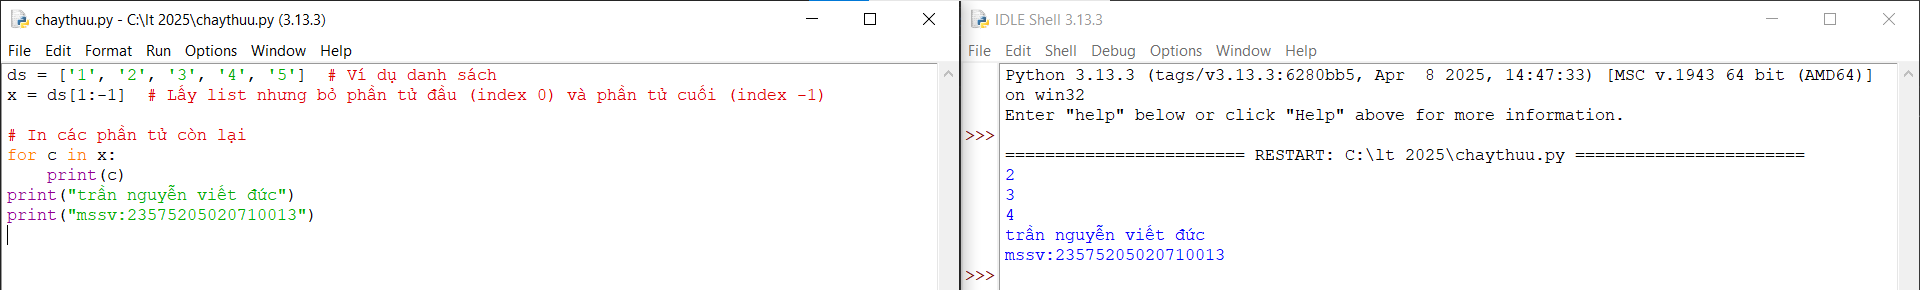 chaythuu.py - C:\lt 2025\chaythuu.py (3.13.3)
File Edit Format Run Options Window Help
ds = ['1', '2', '3', '4', '5']  # Ví dụ danh sách
x = ds[1:-1]  # Lấy list nhưng bỏ phần tử đầu (index 0) và phần tử cuối (index -1)
# In các phần tử còn lại
for c in x:
    print(c)
print("trần nguyễn viết đức")
print("mssv:23575205020710013")
IDLE Shell 3.13.3
File Edit Shell Debug Options Window Help
Python 3.13.3 (tags/v3.13.3:6280bb5, Apr  8 2025, 14:47:33) [MSC v.1943 64 bit (AMD64)]
on win32
Enter "help" below or click "Help" above for more information.
>>>
======================== RESTART: C:\lt 2025\chaythuu.py =======================
2
3
4
trần nguyễn viết đức
mssv:23575205020710013
>>>